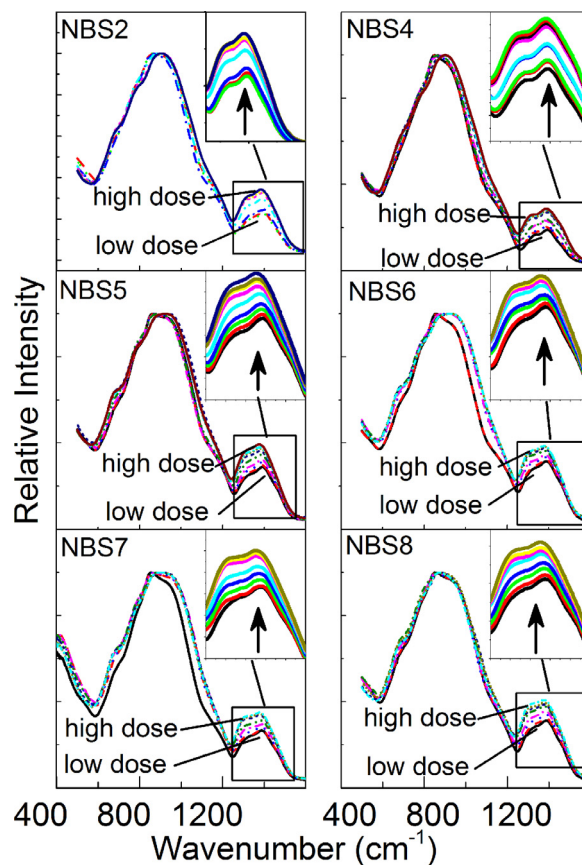 NBS2
NBS4
high dose
low dose
high dose
low dose
NBS5
NBS6
high dose
low dose
high dose
low dose
NBS7
NBS8
high dose
low dose
high dose
low dose
Relative Intensity
400 800 1200 400 800 1200
Wavenumber (cm⁻¹)